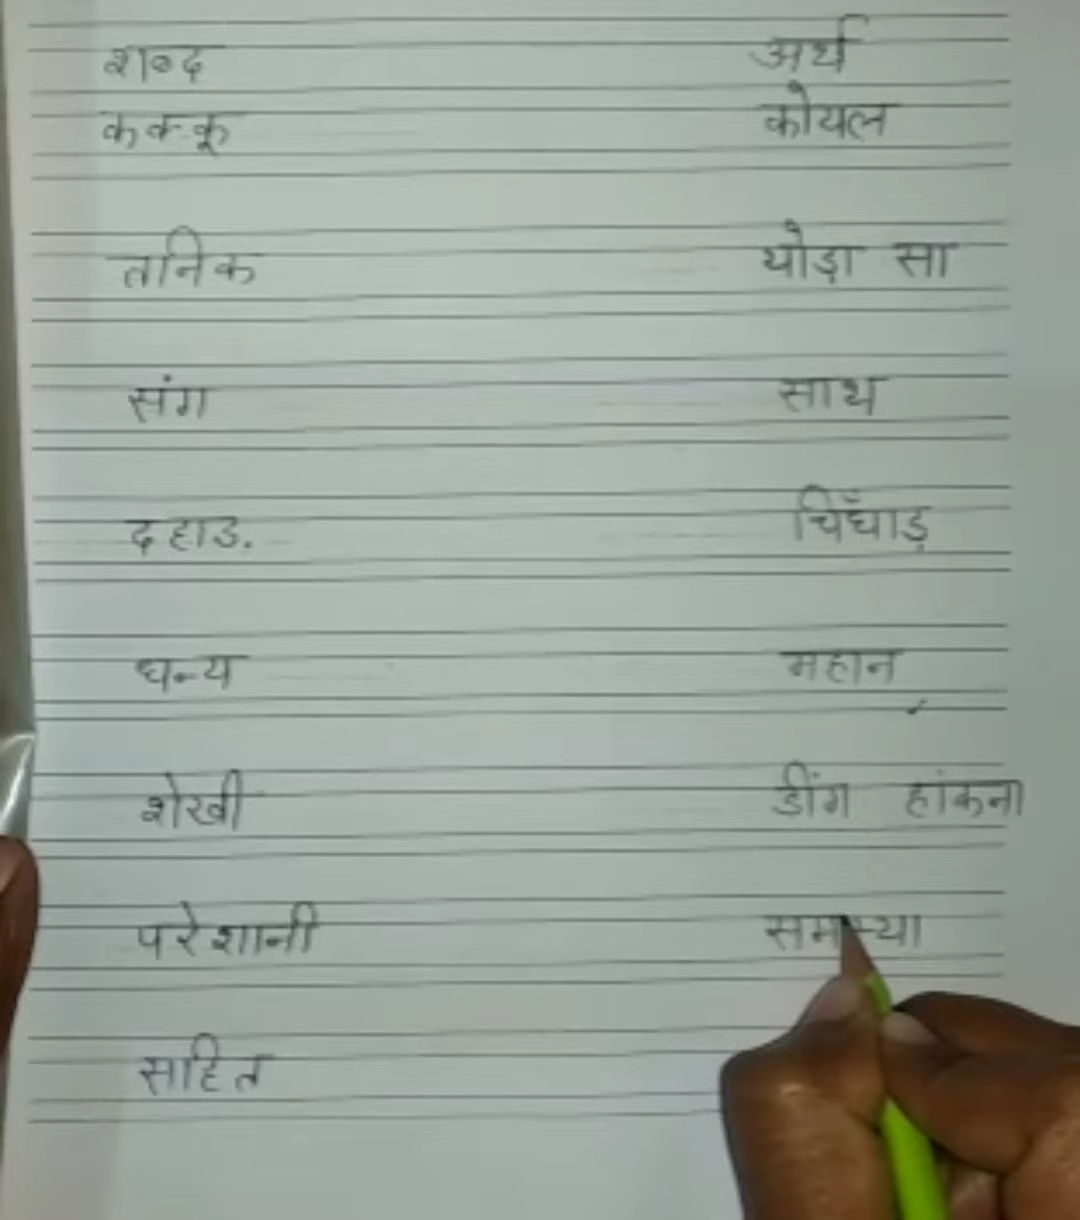 शब्द अर्थ
कक्कू कोयल
तनिक थोड़ा सा
संग साथ
दहाड. चिँघाड़
धन्य महान्
शेखी डींग हांकना
परेशानी समस्या
सहित